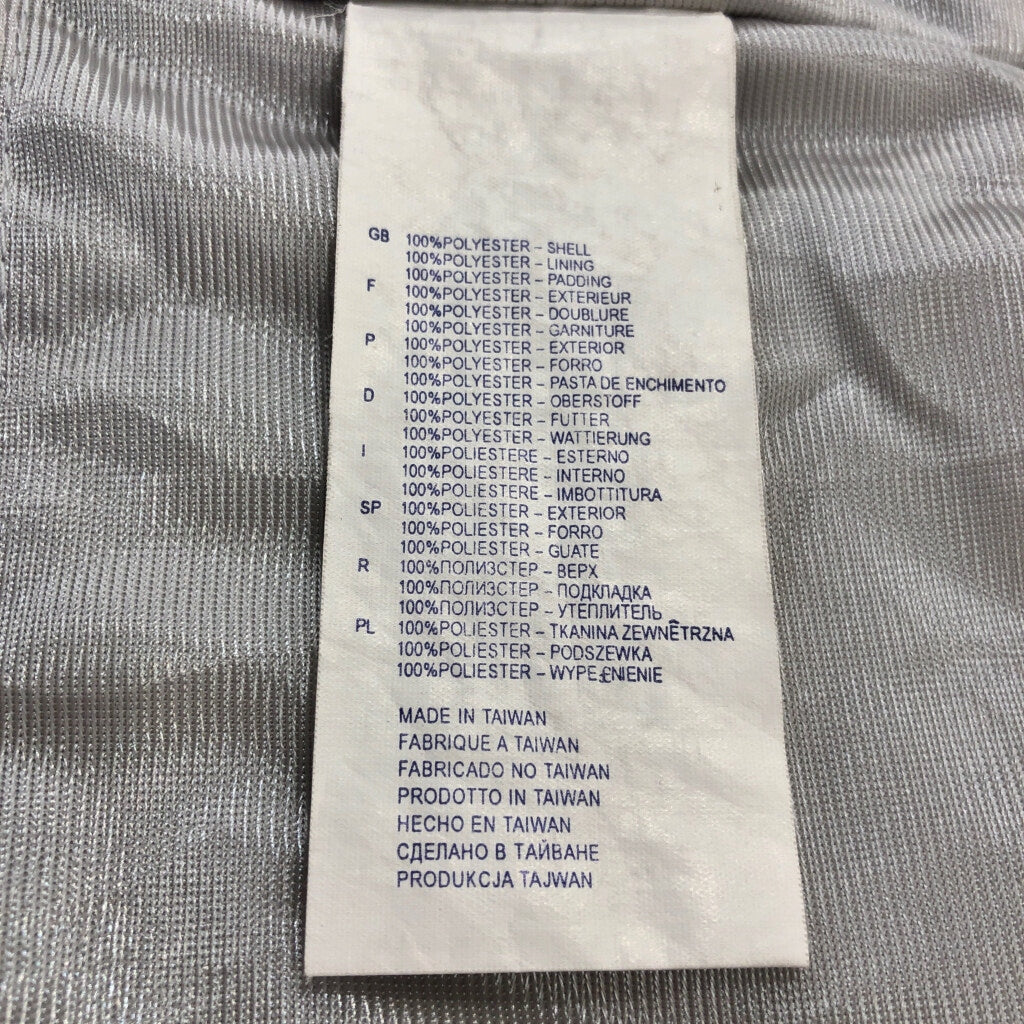 GB 100%POLYESTER – SHELL
100%POLYESTER – LINING
100%POLYESTER – PADDING
F 100%POLYESTER – EXTERIEUR
100%POLYESTER – DOUBLURE
100%POLYESTER – GARNITURE
P 100%POLYESTER – EXTERIOR
100%POLYESTER – FORRO
100%POLYESTER – PASTA DE ENCHIMENTO
D 100%POLYESTER – OBERSTOFF
100%POLYESTER – FUTTER
100%POLYESTER – WATTIERUNG
I 100%POLIESTERE – ESTERNO
100%POLIESTERE – INTERNO
100%POLIESTERE – IMBOTTITURA
SP 100%POLIESTER – EXTERIOR
100%POLIESTER – FORRO
100%POLIESTER – GUATE
R 100%ПОЛИЗСТЕР – ВЕРХ
100%ПОЛИЗСТЕР – ПОДКЛАДКА
100%ПОЛИЗСТЕР – УТЕПЛИТЕЛЬ
PL 100%POLIESTER – TKANINA ZEWNÊTRZNA
100%POLIESTER – PODSZEWKA
100%POLIESTER – WYPE£NIENIE
MADE IN TAIWAN
FABRIQUE A TAIWAN
FABRICADO NO TAIWAN
PRODOTTO IN TAIWAN
HECHO EN TAIWAN
СДЕЛАНО В ТАЙВАНЕ
PRODUKCJA TAJWAN